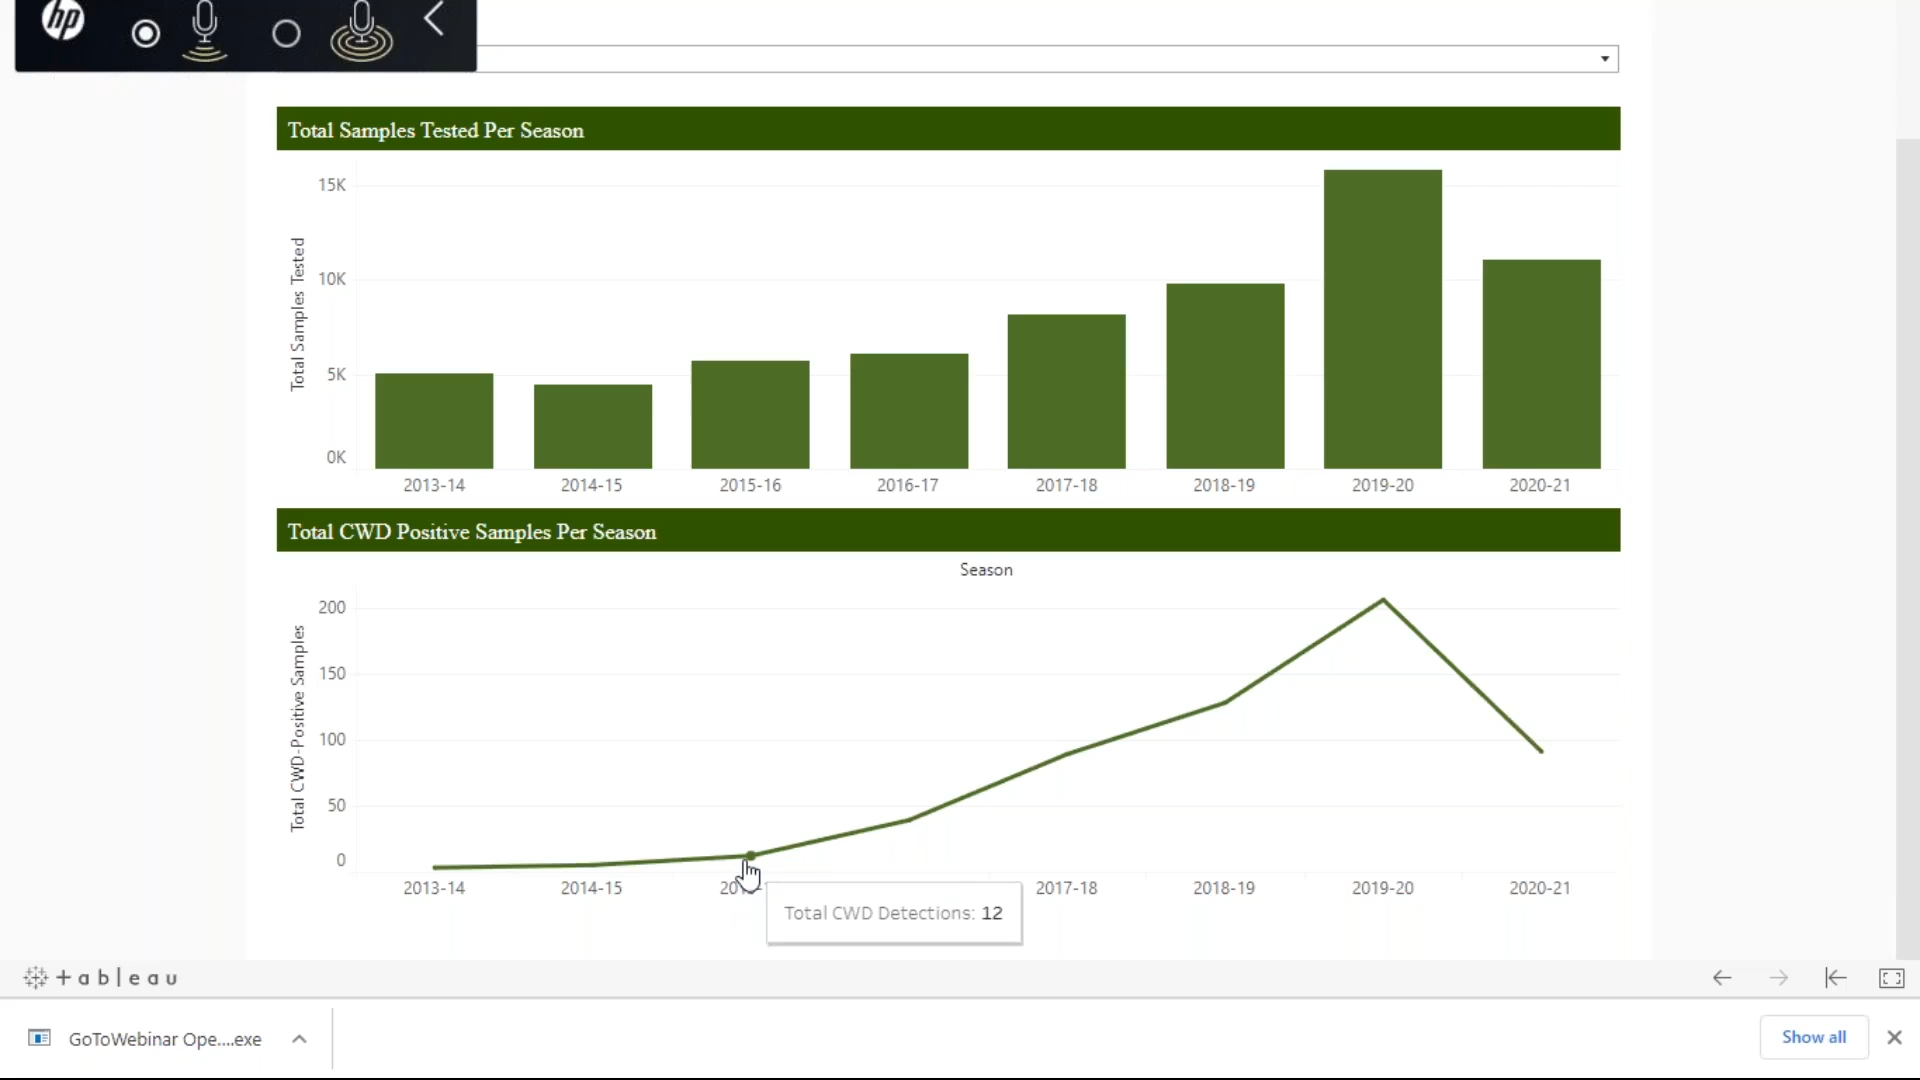 hp
Total Samples Tested Per Season
Total Samples Tested
15K
10K
5K
0K
2013-14 2014-15 2015-16 2016-17 2017-18 2018-19 2019-20 2020-21
Total CWD Positive Samples Per Season
Season
Total CWD-Positive Samples
200
150
100
50
0
2013-14 2014-15 2017-18 2018-19 2019-20 2020-21
Total CWD Detections: 12
+ableau
GoToWebinar Ope....exe
Show all